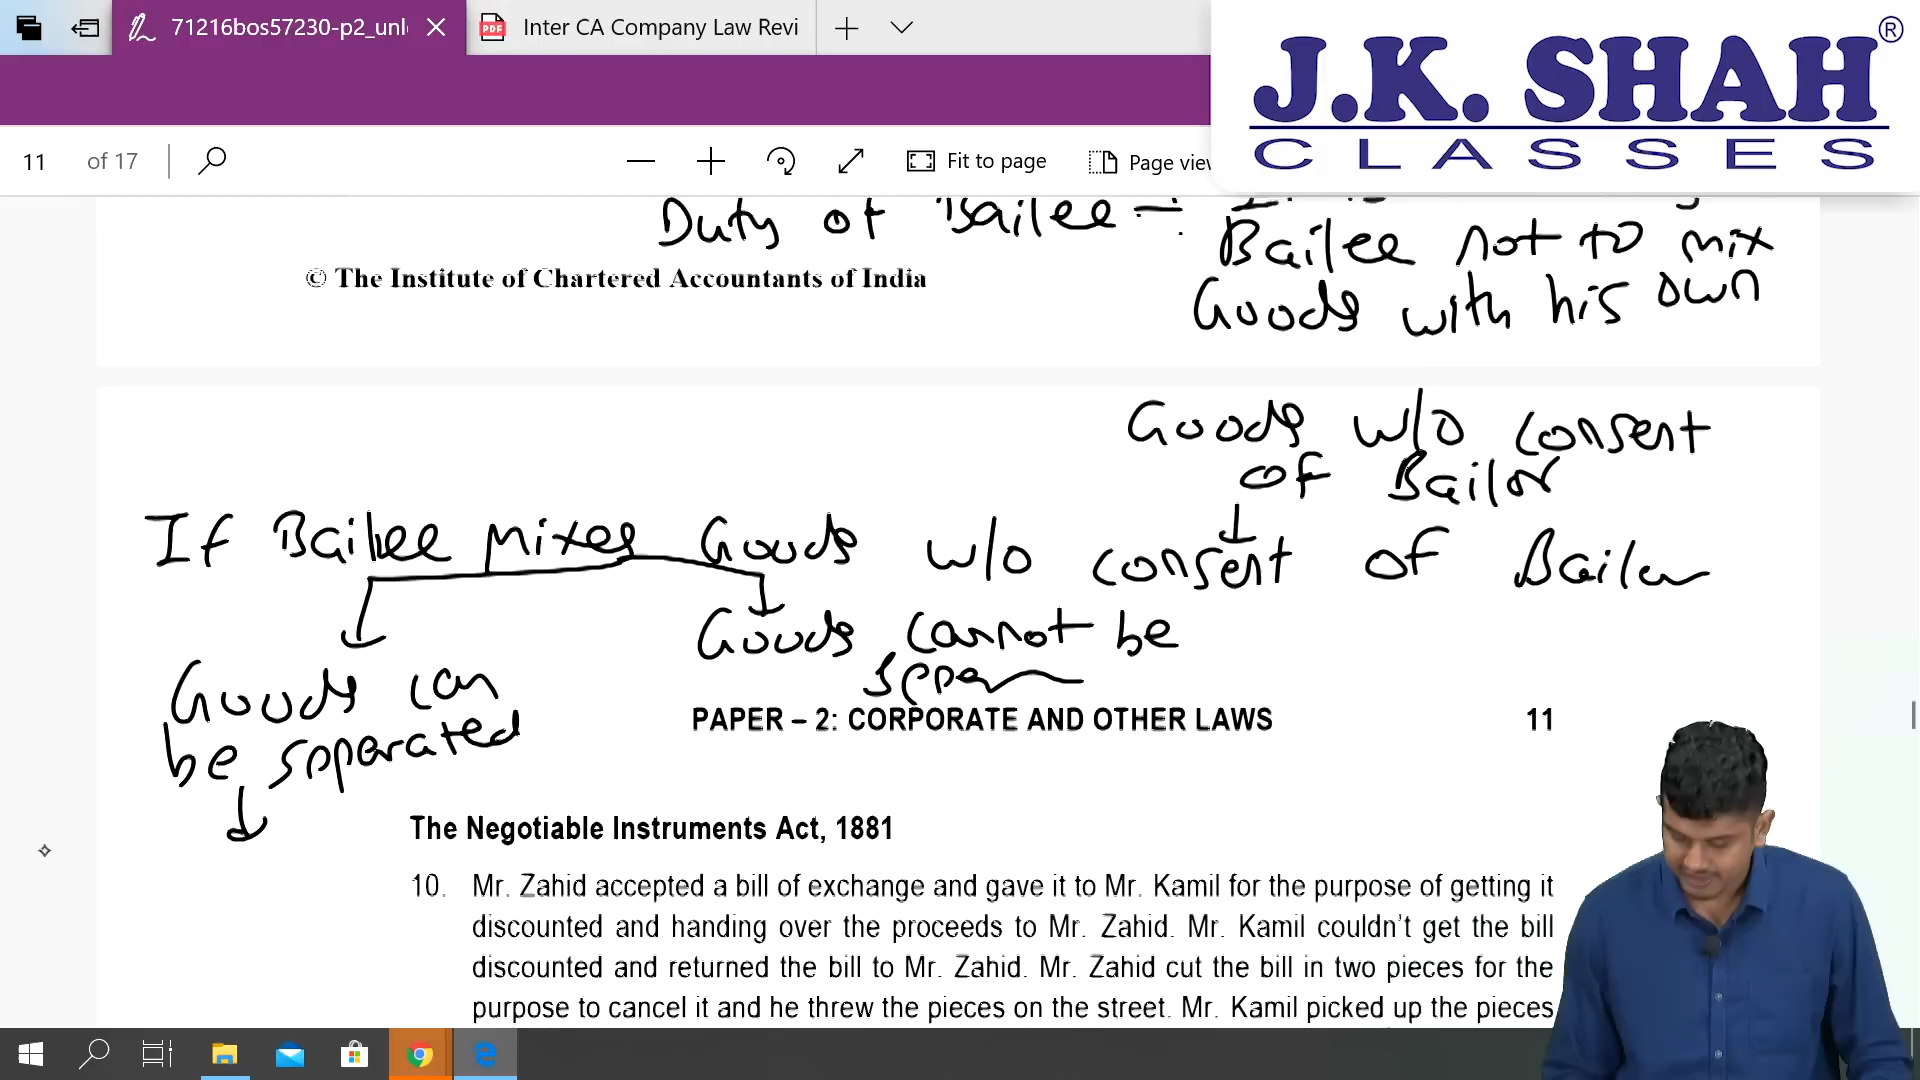 71216bos57230-p2_unl
Inter CA Company Law Revi
J.K. SHAH®
CLASSES
11 of 17
Fit to page
Page view
Duty of Bailee
Bailee not to mix
Goods with his own
© The Institute of Chartered Accountants of India
Goods w/o consent
of Bailor
If Bailee mixes Goods w/o consent of Bailor
Goods cannot be
Goods can
be seperated
PAPER – 2: CORPORATE AND OTHER LAWS 11
The Negotiable Instruments Act, 1881
10. Mr. Zahid accepted a bill of exchange and gave it to Mr. Kamil for the purpose of getting it
discounted and handing over the proceeds to Mr. Zahid. Mr. Kamil couldn’t get the bill
discounted and returned the bill to Mr. Zahid. Mr. Zahid cut the bill in two pieces for the
purpose to cancel it and he threw the pieces on the street. Mr. Kamil picked up the pieces